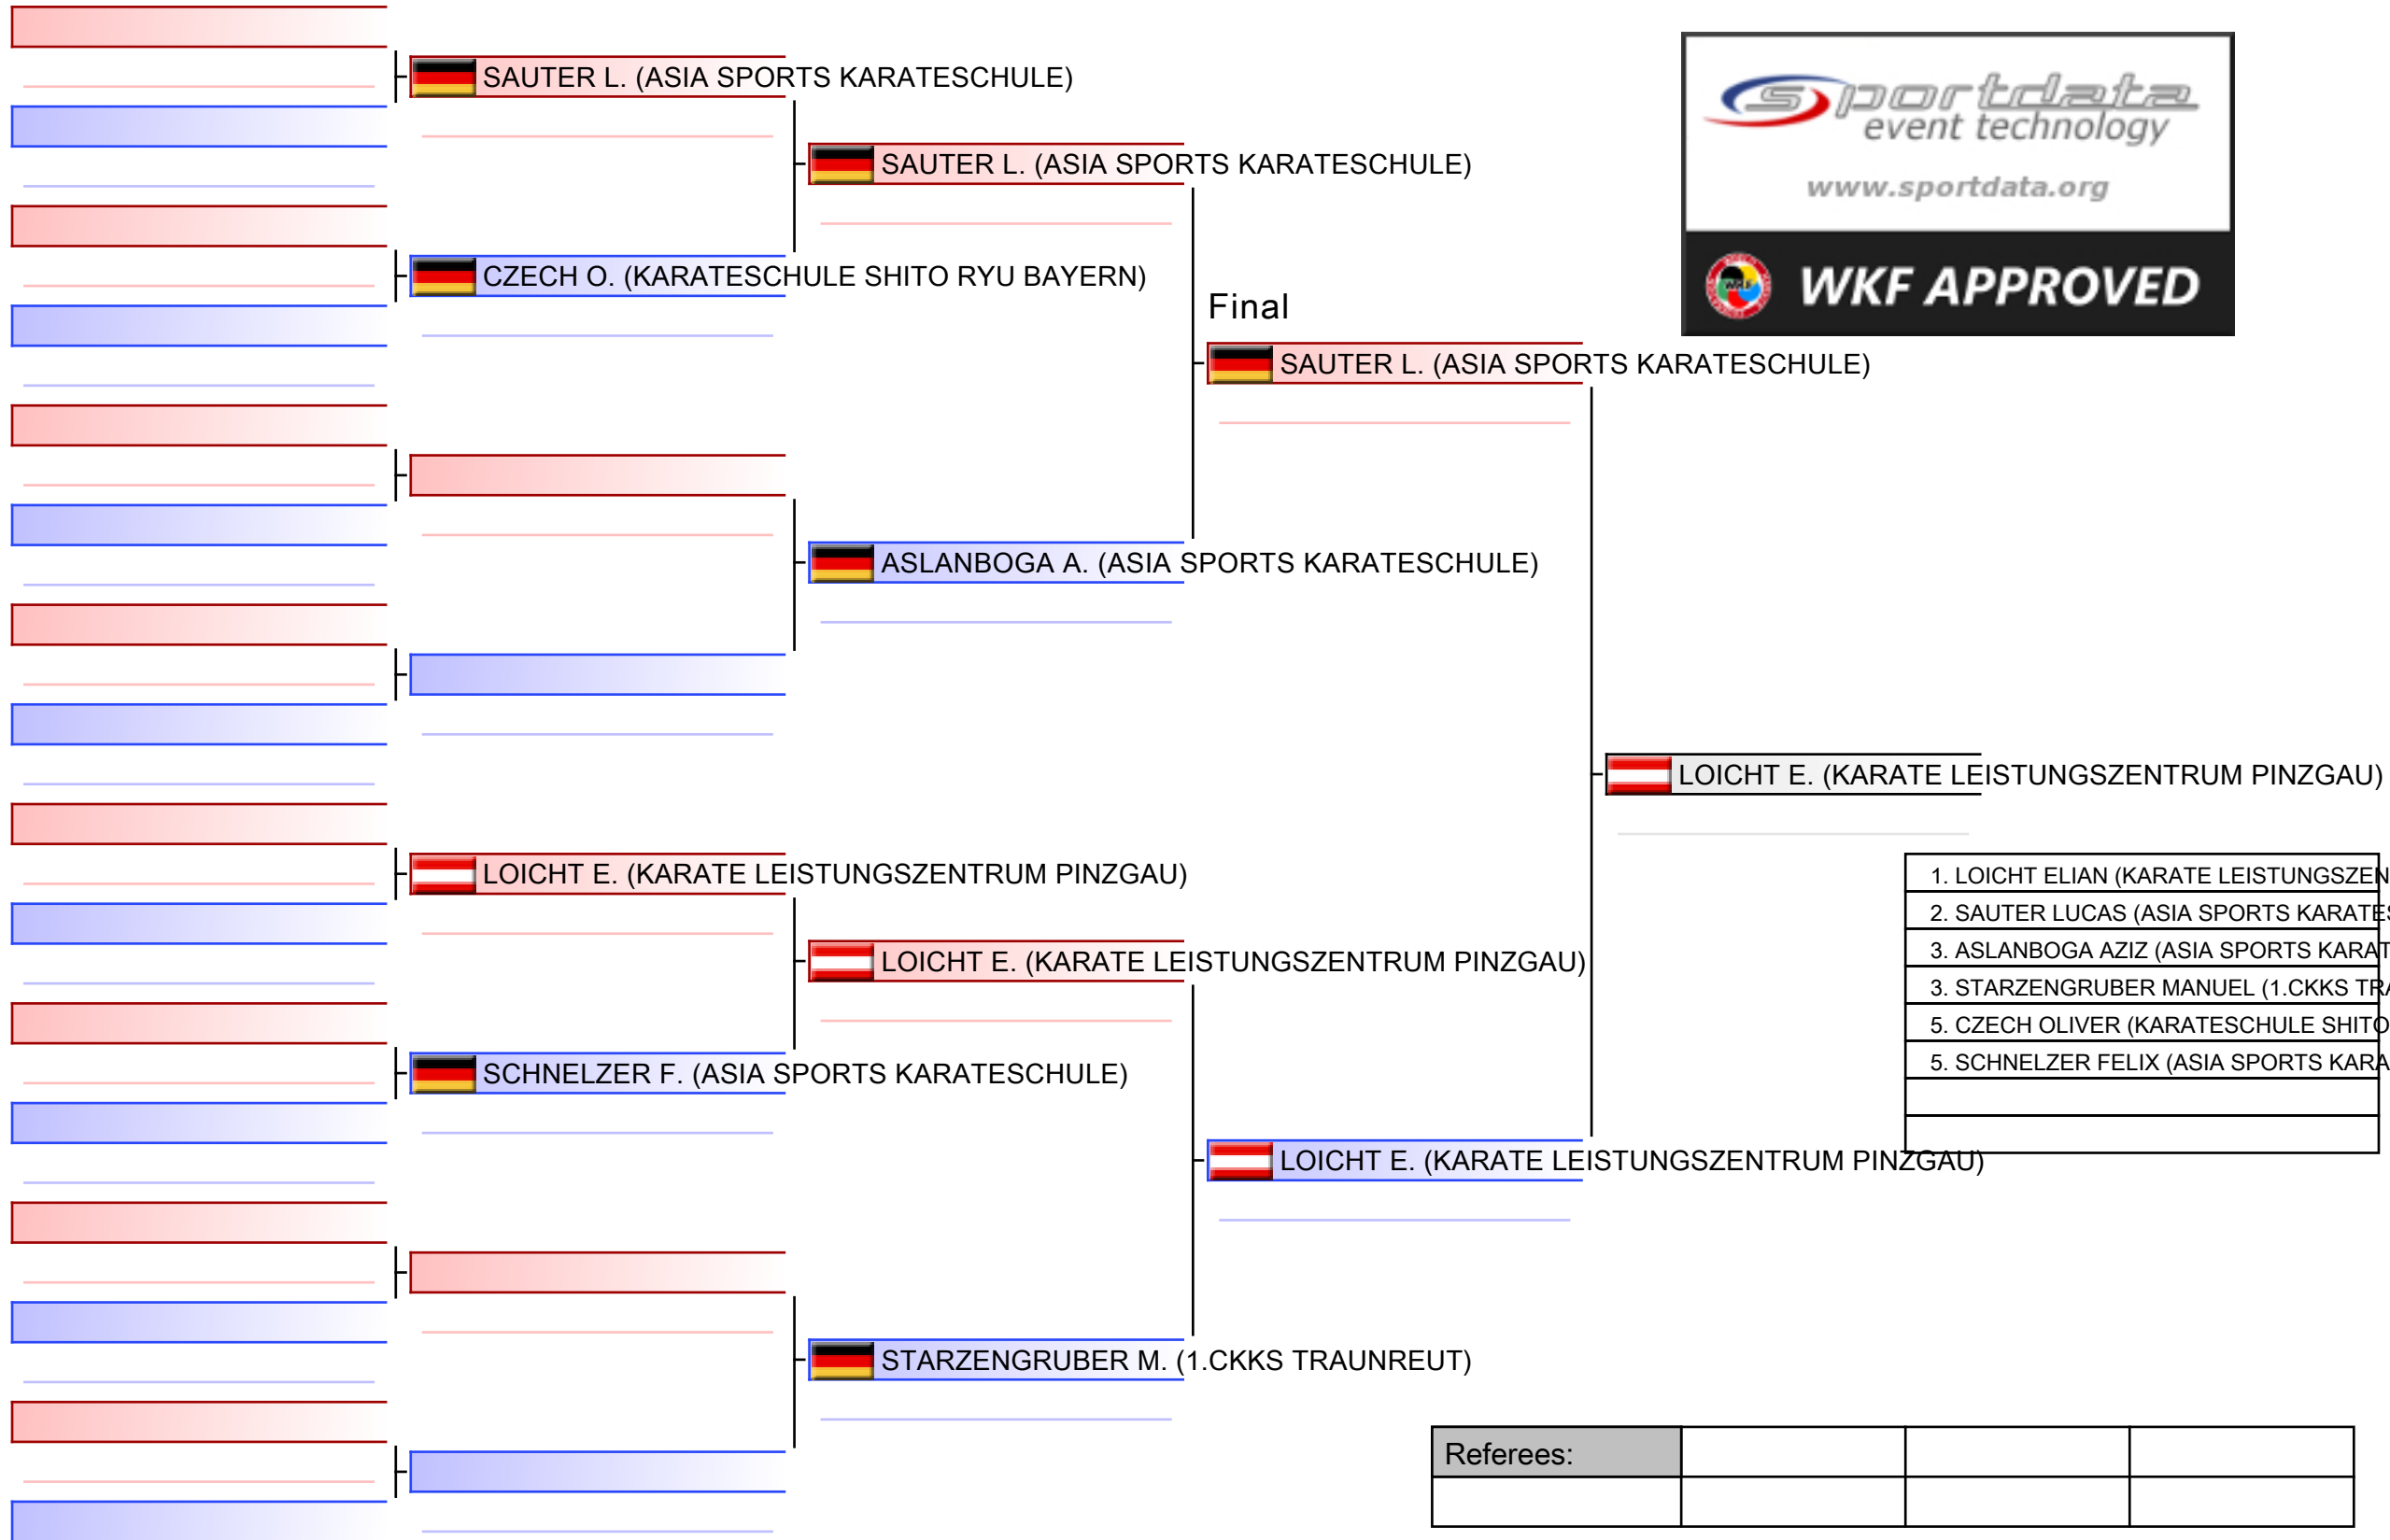 SAUTER L. (ASIA SPORTS KARATESCHULE)
CZECH O. (KARATESCHULE SHITO RYU BAYERN)
LOICHT E. (KARATE LEISTUNGSZENTRUM PINZGAU)
SCHNELZER F. (ASIA SPORTS KARATESCHULE)
SAUTER L. (ASIA SPORTS KARATESCHULE)
ASLANBOGA A. (ASIA SPORTS KARATESCHULE)
LOICHT E. (KARATE LEISTUNGSZENTRUM PINZGAU)
STARZENGRUBER M. (1.CKKS TRAUNREUT)
Final
SAUTER L. (ASIA SPORTS KARATESCHULE)
LOICHT E. (KARATE LEISTUNGSZENTRUM PINZGAU)
LOICHT E. (KARATE LEISTUNGSZENTRUM PINZGAU)
sportdata
event technology
www.sportdata.org
WKF APPROVED
1. LOICHT ELIAN (KARATE LEISTUNGSZEN
2. SAUTER LUCAS (ASIA SPORTS KARATES
3. ASLANBOGA AZIZ (ASIA SPORTS KARAT
3. STARZENGRUBER MANUEL (1.CKKS TRA
5. CZECH OLIVER (KARATESCHULE SHITO
5. SCHNELZER FELIX (ASIA SPORTS KARA
Referees: